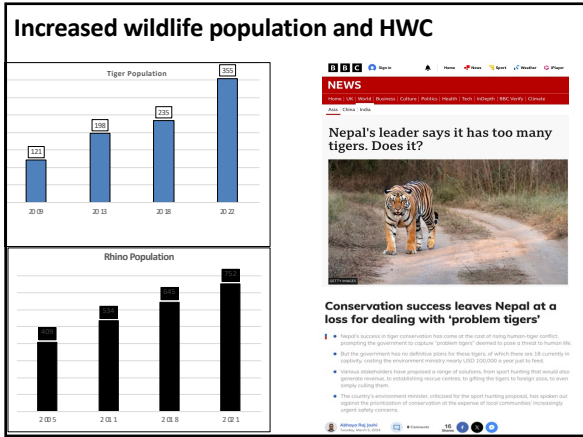 Increased wildlife population and HWC
Tiger Population
355
235
198
121
2009
2013
2018
2022
Rhino Population
752
645
534
409
2005
2011
2018
2021
BBC Sign in Home News Sport Weather iPlayer
NEWS
Home | UK | World | Business | Culture | Politics | Health | Tech | InDepth | BBC Verify | Climate
Asia | China | India
Nepal's leader says it has too many
tigers. Does it?
GETTY IMAGES
Conservation success leaves Nepal at a
loss for dealing with ‘problem tigers’
Nepal's success in tiger conservation has come at the cost of rising human-tiger conflict,
prompting the government to capture “problem tigers” deemed to pose a threat to human life.
But the government has no definitive plans for these tigers, of which there are 18 currently in
captivity, costing the environment ministry nearly USD 100,000 a year just to feed.
Various stakeholders have proposed a range of solutions, from sport hunting that would also
generate revenue, to establishing rescue centers, to gifting the tigers to foreign zoos, to even
simply culling them.
The country's environment minister, criticized for the sport hunting proposal, has spoken out
against the prioritization of conservation at the expense of local communities' increasingly
urgent safety concerns.
Abhaya Raj Joshi
Tuesday, March 5, 2024
0 Comments
16
Shares